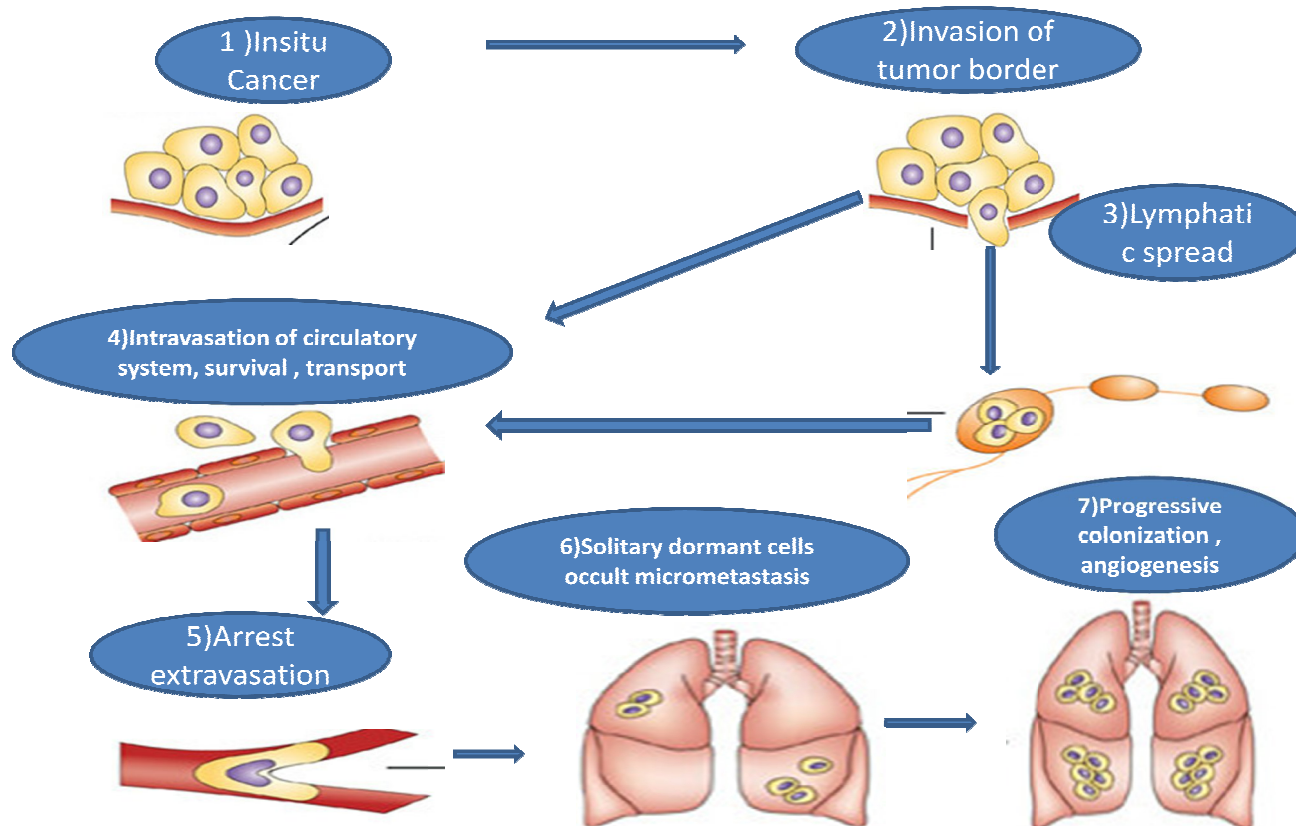 1 )Insitu
Cancer
2)Invasion of
tumor border
3)Lymphati
c spread
4)Intravasation of circulatory
system, survival , transport
5)Arrest
extravasation
6)Solitary dormant cells
occult micrometastasis
7)Progressive
colonization ,
angiogenesis